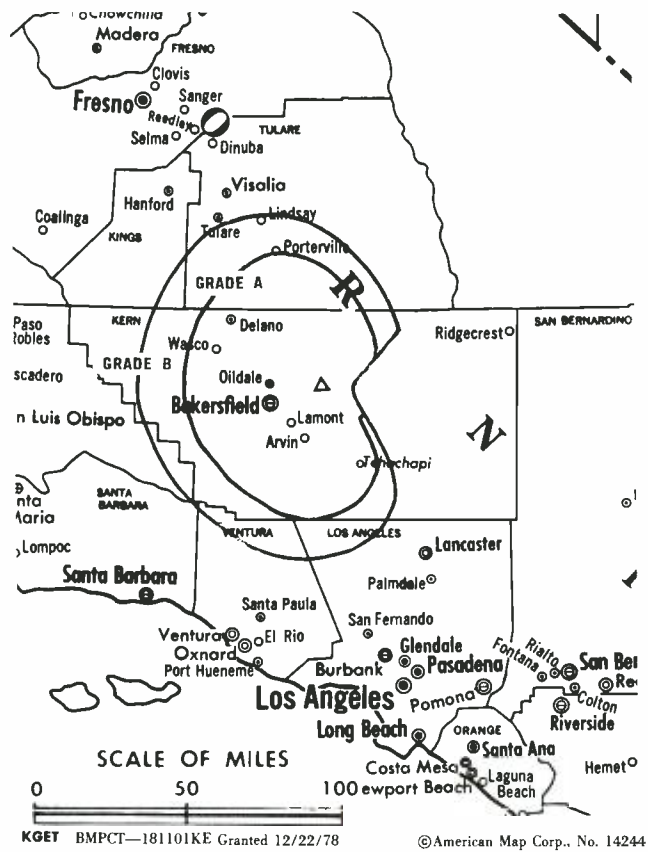 Chowchilla
Madera
FRESNO
Clovis
Fresno
Sanger
Reedley
TULARE
Selma
Dinuba
Visalia
Hanford
Lindsay
Coalinga
Tulare
KINGS
Porterville
GRADE A
R
KERN
Delano
SAN BERNARDINO
Paso
Robles
Ridgecrest
Wasco
GRADE B
scadero
Oildale
Bakersfield
n Luis Obispo
Lamont
N
Arvin
Tehachapi
SANTA
BARBARA
nta
Maria
VENTURA
LOS ANGELES
Lompoc
Lancaster
Santa Barbara
Palmdale
Santa Paula
San Fernando
Ventura
El Rio
Oxnard
Glendale
Rialto
Fontana
San Ber
Port Hueneme
Burbank
Pasadena
Los Angeles
Pomona
Colton
Re
Riverside
Long Beach
ORANGE
Santa Ana
SCALE OF MILES
Costa Mesa
Hemet
ewport Beach
Laguna
Beach
0 50 100
KGET BMPCT—181101KE Granted 12/22/78
©American Map Corp., No. 14244